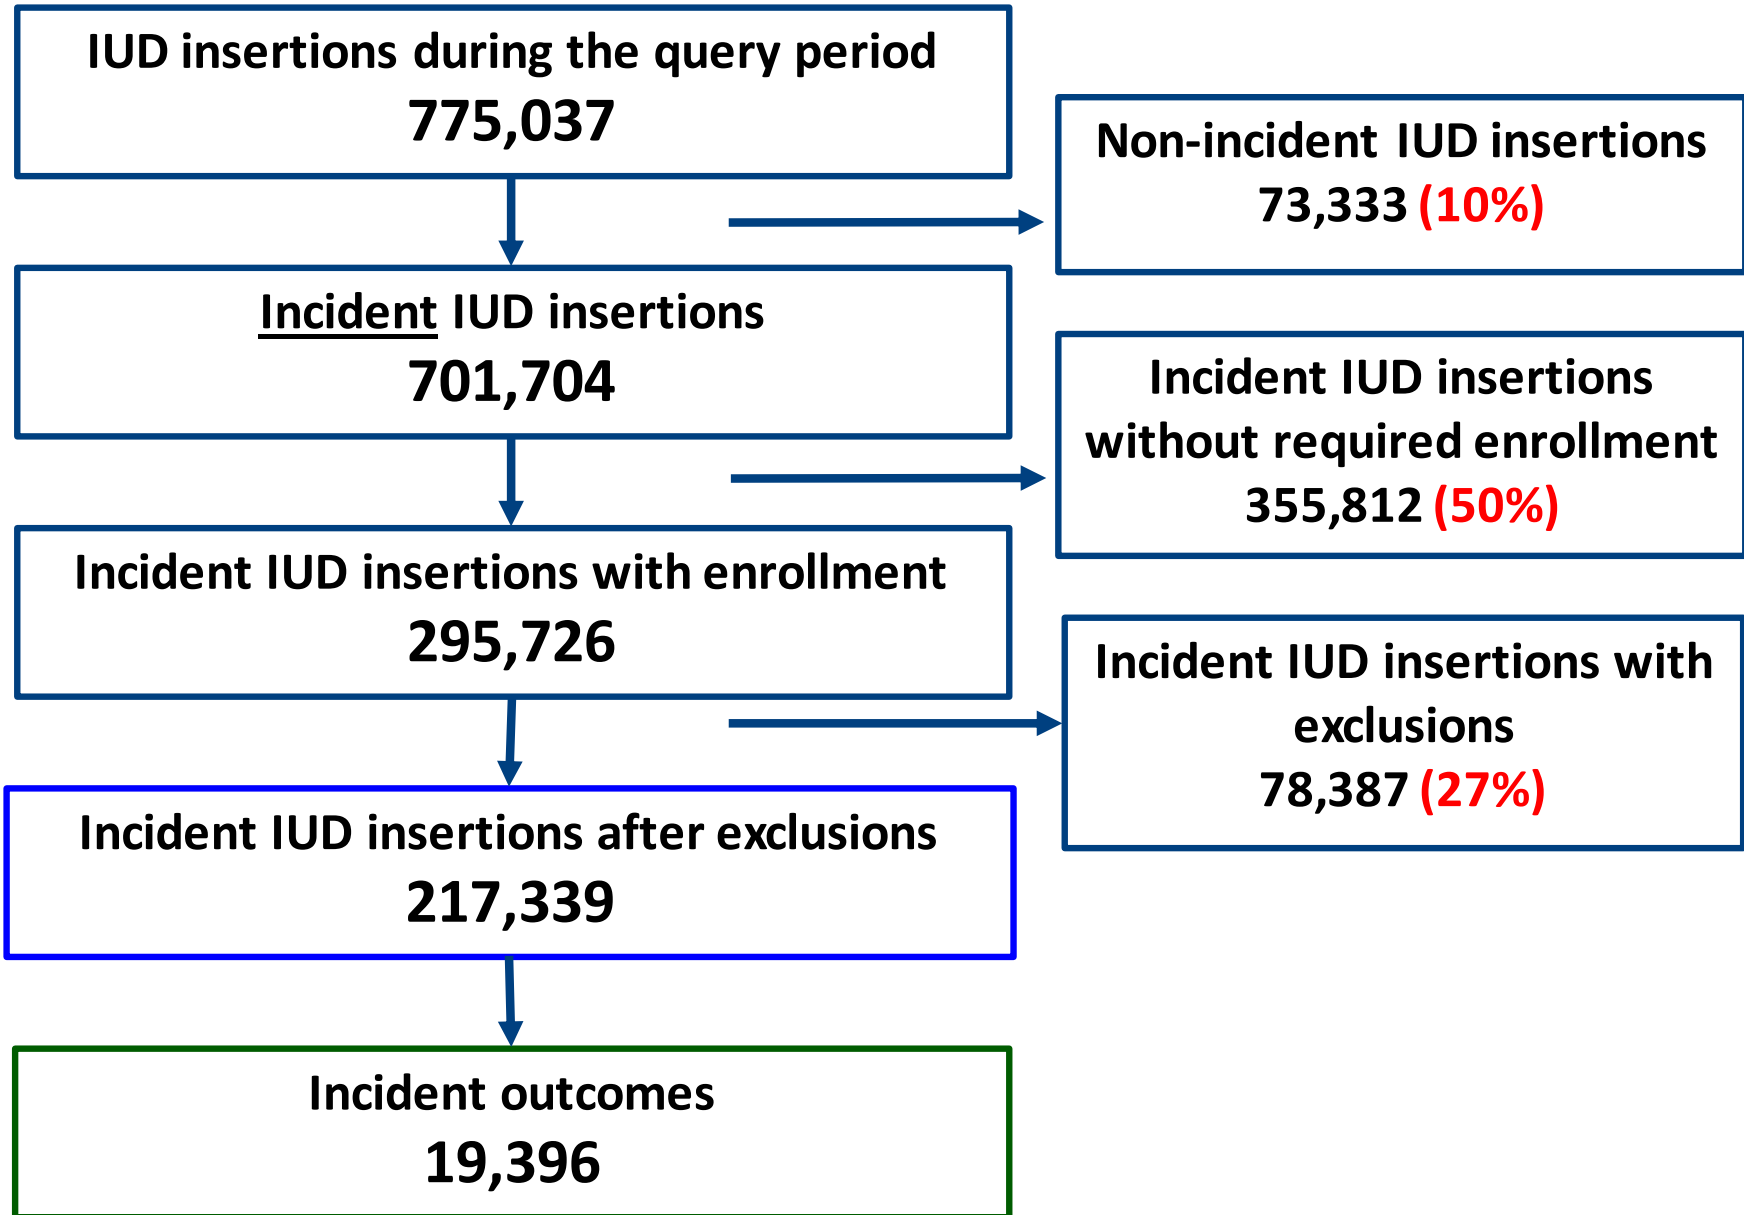 IUD insertions during the query period
775,037
Non-incident IUD insertions
73,333 (10%)
Incident IUD insertions
701,704
Incident IUD insertions
without required enrollment
355,812 (50%)
Incident IUD insertions with enrollment
295,726
Incident IUD insertions with
exclusions
78,387 (27%)
Incident IUD insertions after exclusions
217,339
Incident outcomes
19,396